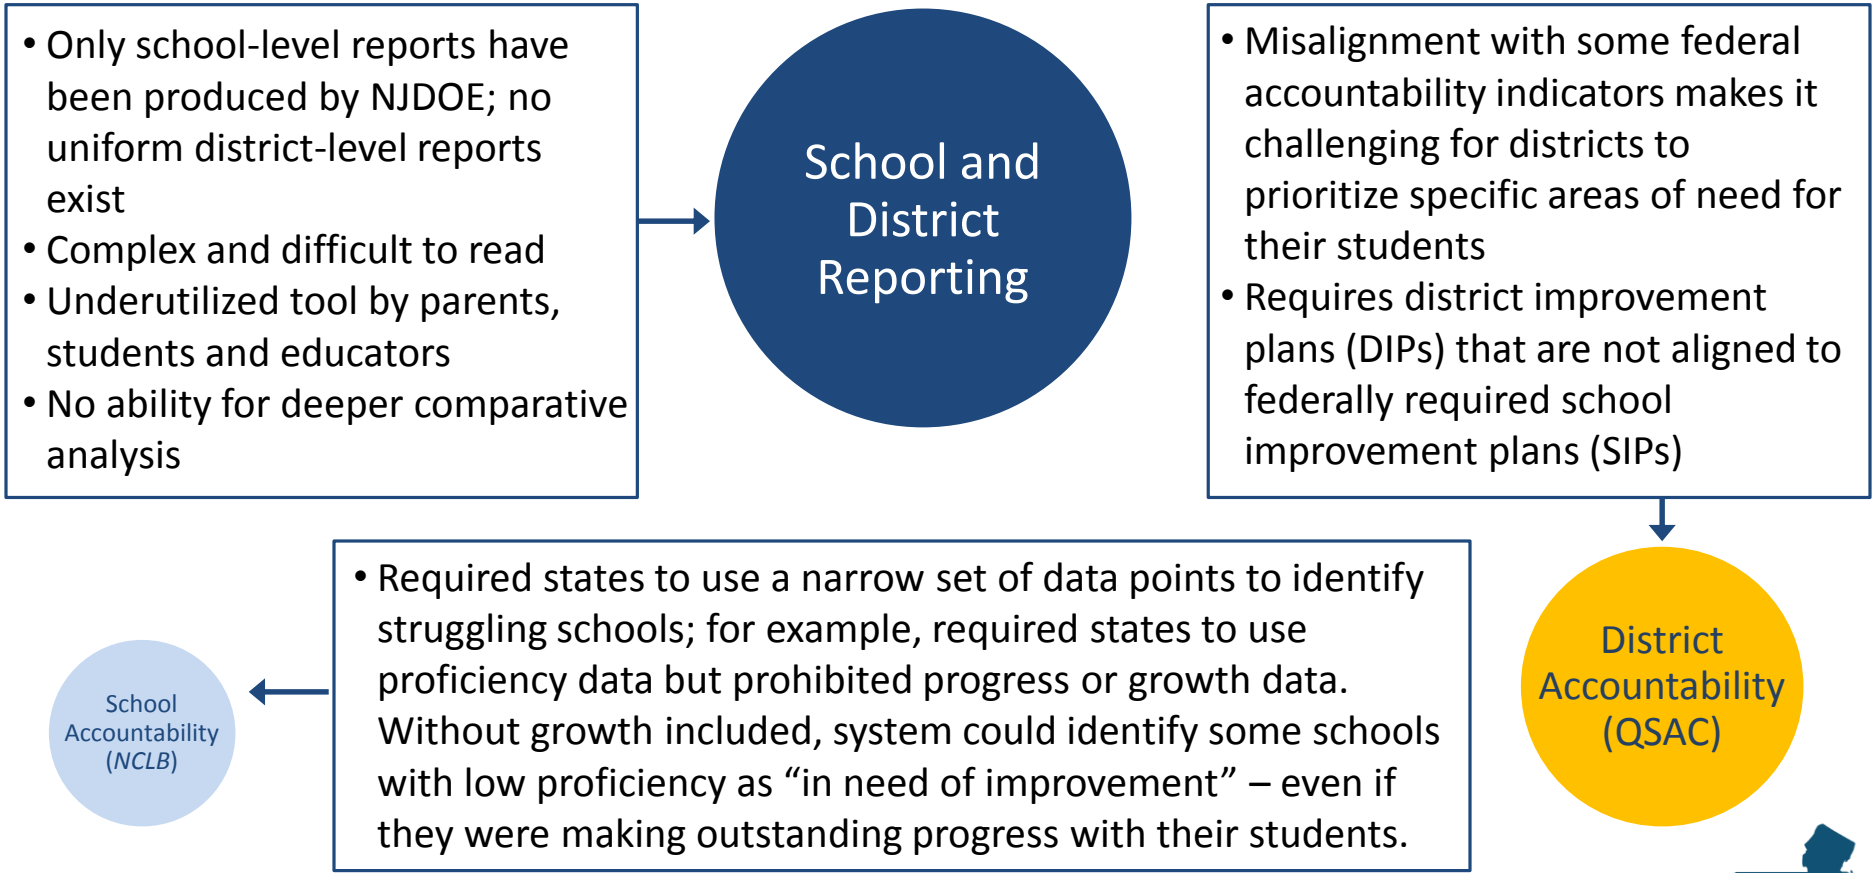 • Only school-level reports have
been produced by NJDOE; no
uniform district-level reports
exist
• Complex and difficult to read
• Underutilized tool by parents,
students and educators
• No ability for deeper comparative
analysis
School and
District
Reporting
• Misalignment with some federal
accountability indicators makes it
challenging for districts to
prioritize specific areas of need for
their students
• Requires district improvement
plans (DIPs) that are not aligned to
federally required school
improvement plans (SIPs)
School
Accountability
(NCLB)
• Required states to use a narrow set of data points to identify
struggling schools; for example, required states to use
proficiency data but prohibited progress or growth data.
Without growth included, system could identify some schools
with low proficiency as “in need of improvement” – even if
they were making outstanding progress with their students.
District
Accountability
(QSAC)